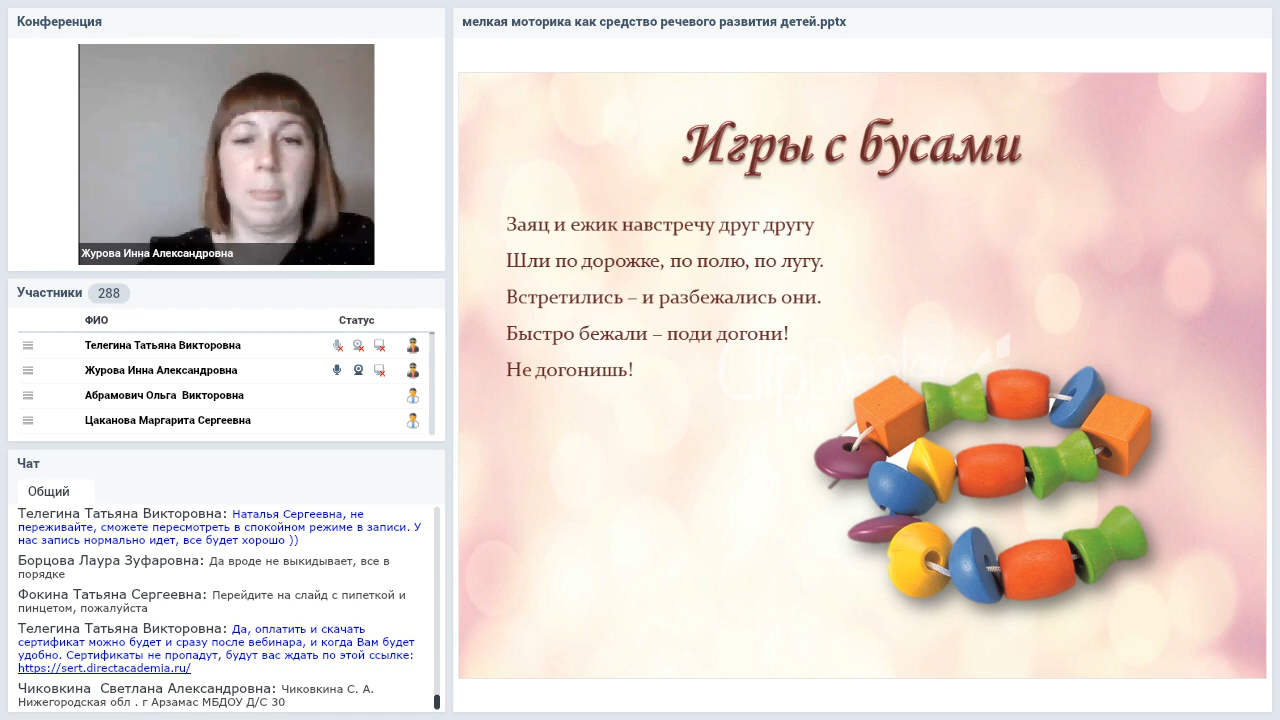 Конференция
Журова Инна Александровна
Участники 288
ФИО Статус
Телегина Татьяна Викторовна
Журова Инна Александровна
Абрамович Ольга Викторовна
Цаканова Маргарита Сергеевна
Чат
Общий
Телегина Татьяна Викторовна: Наталья Сергеевна, не
переживайте, сможете пересмотреть в спокойном режиме в записи. У
нас запись нормально идет, все будет хорошо ))
Борцова Лаура Зуфаровна: Да вроде не выкидывает, все в
порядке
Фокина Татьяна Сергеевна: Перейдите на слайд с пипеткой и
пинцетом, пожалуйста
Телегина Татьяна Викторовна: Да, оплатить и скачать
сертификат можно будет и сразу после вебинара, и когда Вам будет
удобно. Сертификаты не пропадут, будут вас ждать по этой ссылке:
https://sert.directacademia.ru/
Чиковкина Светлана Александровна: Чиковкина С. А.
Нижегородская обл . г Арзамас МБДОУ Д/С 30
мелкая моторика как средство речевого развития детей.pptx
Игры с бусами
Заяц и ежик навстречу друг другу
Шли по дорожке, по полю, по лугу.
Встретились – и разбежались они.
Быстро бежали – поди догони!
Не догонишь!